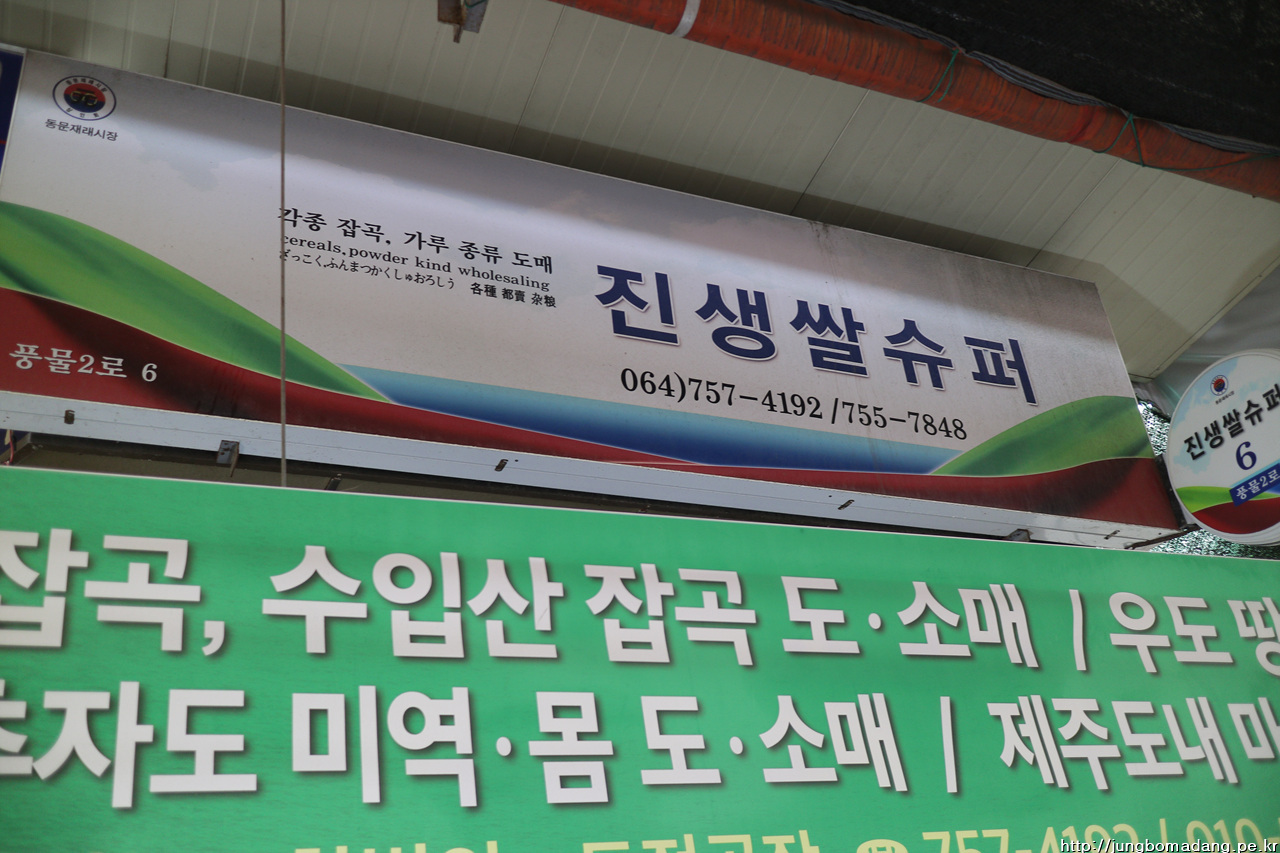 동문재래시장
각종 잡곡. 가루 종류 도매
cereals.powder kind wholesaling
ざっこく,ふんまつかくしゅおろしう 各種 都賣 杂粮
진생쌀슈퍼
064)757-4192 /755-7848
풍물2로 6
진생쌀슈퍼
6
풍물2로
잡곡, 수입산 잡곡 도·소매 / 우도 땅
추자도 미역·몸 도·소매 / 제주도내
757-4192 / 010
http://jungbomadang.pe.kr